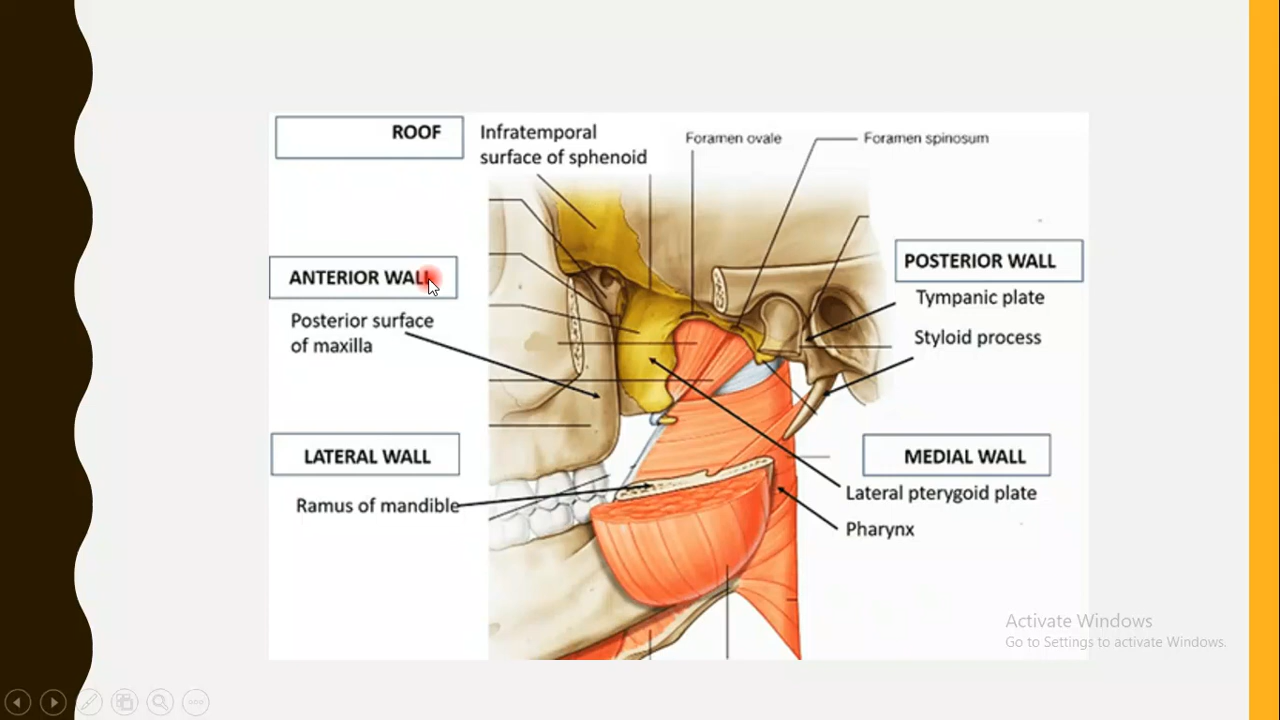 ROOF
Infratemporal
surface of sphenoid
Foramen ovale
Foramen spinosum
ANTERIOR WALL
Posterior surface
of maxilla
POSTERIOR WALL
Tympanic plate
Styloid process
LATERAL WALL
Ramus of mandible
MEDIAL WALL
Lateral pterygoid plate
Pharynx
Activate Windows
Go to Settings to activate Windows.